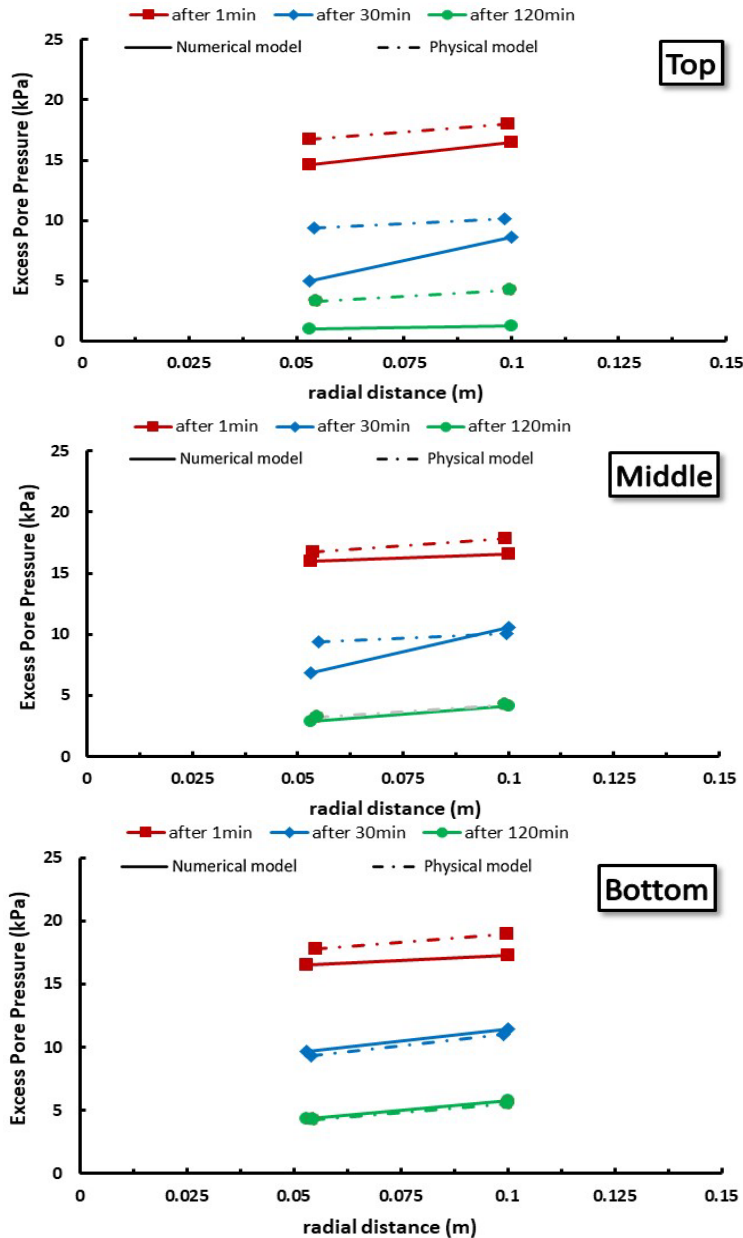 after 1min after 30min after 120min
Numerical model Physical model
Top
25
20
15
10
5
0
Excess Pore Pressure (kPa)
0 0.025 0.05 0.075 0.1 0.125 0.15
radial distance (m)
after 1min after 30min after 120min
Numerical model Physical model
Middle
25
20
15
10
5
0
Excess Pore Pressure (kPa)
0 0.025 0.05 0.075 0.1 0.125 0.15
radial distance (m)
after 1min after 30min after 120min
Numerical model Physical model
Bottom
25
20
15
10
5
0
Excess Pore Pressure (kPa)
0 0.025 0.05 0.075 0.1 0.125 0.15
radial distance (m)